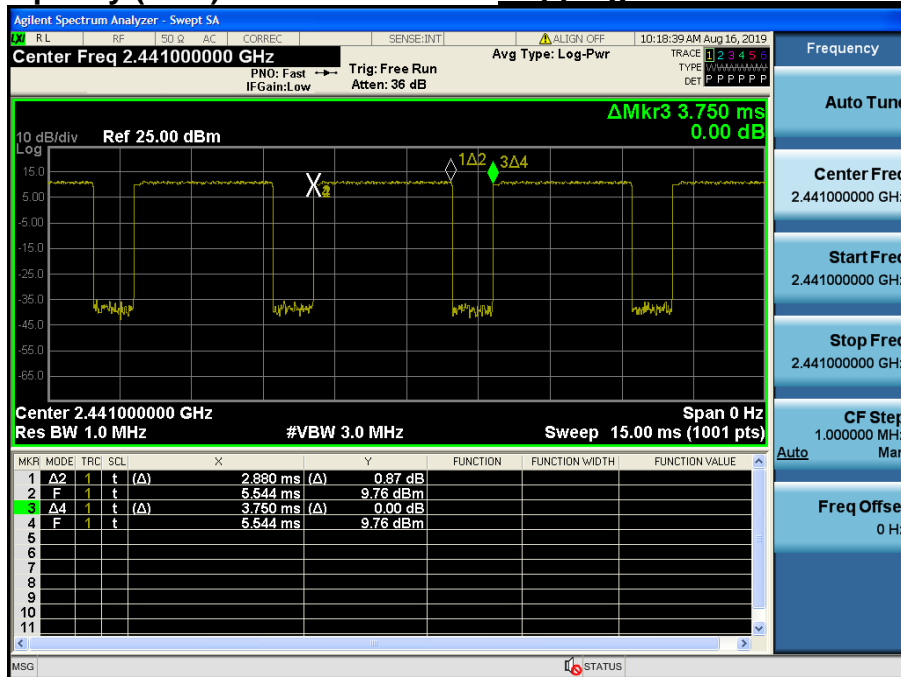 Agilent Spectrum Analyzer - Swept SA
LXI RL RF 50 Ω AC CORREC SENSE:INT ALIGN OFF 10:18:39 AM Aug 16, 2019
Center Freq 2.441000000 GHz
PNO: Fast
IFGain:Low
Trig: Free Run
Atten: 36 dB
Avg Type: Log-Pwr
TRACE 1 2 3 4 5 6
TYPE
DET P P P P P P
ΔMkr3 3.750 ms
0.00 dB
10 dB/div Ref 25.00 dBm
Log
15.0
5.00
-5.00
-15.0
-25.0
-35.0
-45.0
-55.0
-65.0
X 2
1Δ2
3Δ4
Center 2.441000000 GHz Span 0 Hz
Res BW 1.0 MHz #VBW 3.0 MHz Sweep 15.00 ms (1001 pts)
MKR MODE TRC SCL X Y FUNCTION FUNCTION WIDTH FUNCTION VALUE
1 Δ2 1 t (Δ) 2.880 ms (Δ) 0.87 dB
2 F 1 t 5.544 ms 9.76 dBm
3 Δ4 1 t (Δ) 3.750 ms (Δ) 0.00 dB
4 F 1 t 5.544 ms 9.76 dBm
5
6
7
8
9
10
11
MSG STATUS
Frequency
Auto Tune
Center Freq
2.441000000 GHz
Start Freq
2.441000000 GHz
Stop Freq
2.441000000 GHz
CF Step
1.000000 MHz
Auto Man
Freq Offset
0 Hz